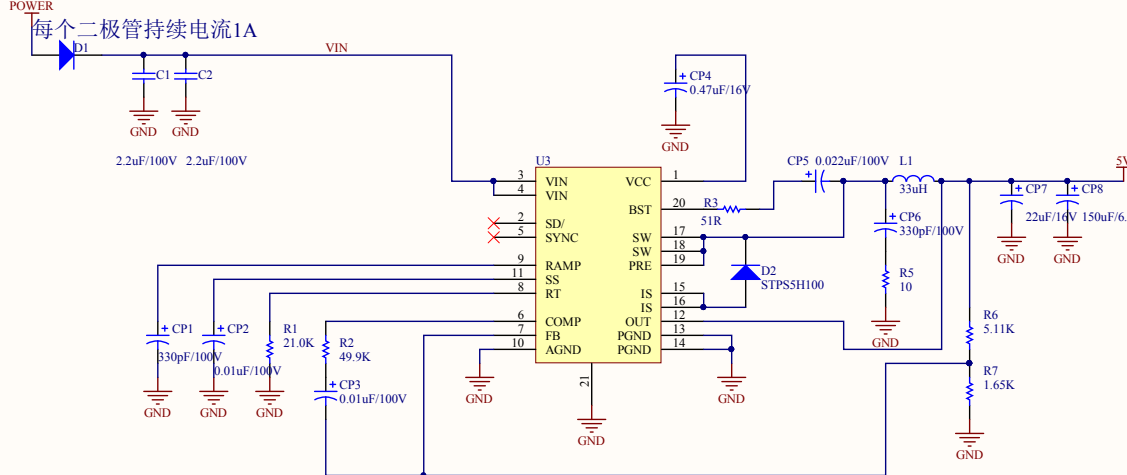 POWER
每个二极管持续电流1A
D1
VIN
C1
C2
GND
GND
2.2uF/100V
2.2uF/100V
CP4
0.47uF/16V
GND
U3
3
VIN
4
VIN
2
SD/
5
SYNC
9
RAMP
11
SS
8
RT
6
COMP
7
FB
10
AGND
VCC
1
BST
20
SW
17
SW
18
PRE
19
IS
15
IS
16
OUT
12
PGND
13
PGND
14
21
GND
R3
51R
CP5
0.022uF/100V
L1
33uH
D2
STPS5H100
CP6
330pF/100V
R5
10
GND
CP7
22uF/16V
GND
CP8
150uF/6.
GND
5V
R6
5.11K
R7
1.65K
GND
CP1
330pF/100V
GND
CP2
0.01uF/100V
GND
R1
21.0K
GND
R2
49.9K
CP3
0.01uF/100V
GND
GND